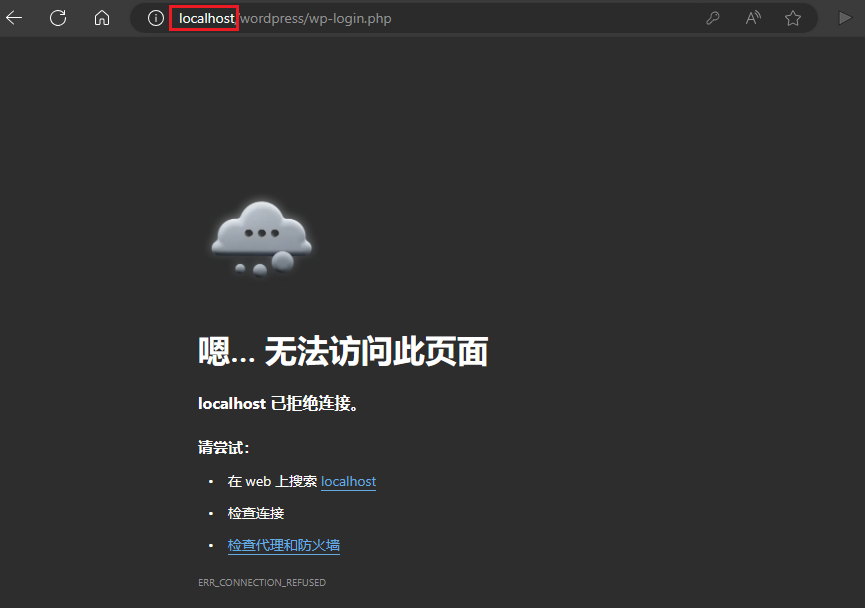 localhost/wordpress/wp-login.php
嗯… 无法访问此页面
localhost 已拒绝连接。
请尝试：
• 在 web 上搜索 localhost
• 检查连接
• 检查代理和防火墙
ERR_CONNECTION_REFUSED